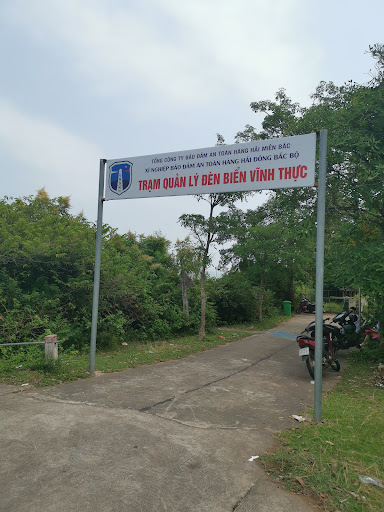 TỔNG CÔNG TY BẢO ĐẢM AN TOÀN HÀNG HẢI MIỀN BẮC
XÍ NGHIỆP BẢO ĐẢM AN TOÀN HÀNG HẢI ĐÔNG BẮC BỘ
TRẠM QUẢN LÝ ĐÈN BIỂN VĨNH THỰC